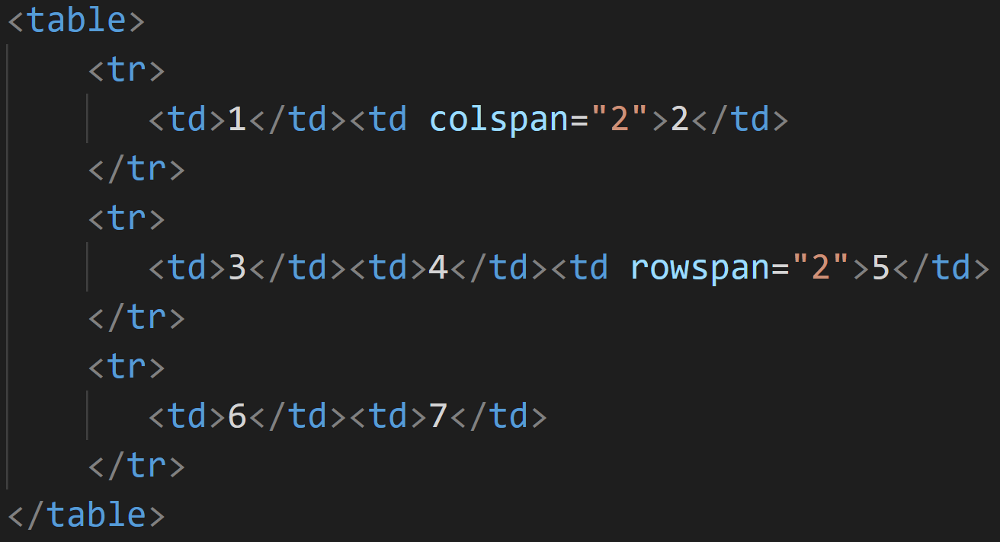 <table>
<tr>
<td>1</td><td colspan="2">2</td>
</tr>
<tr>
<td>3</td><td>4</td><td rowspan="2">5</td>
</tr>
<tr>
<td>6</td><td>7</td>
</tr>
</table>